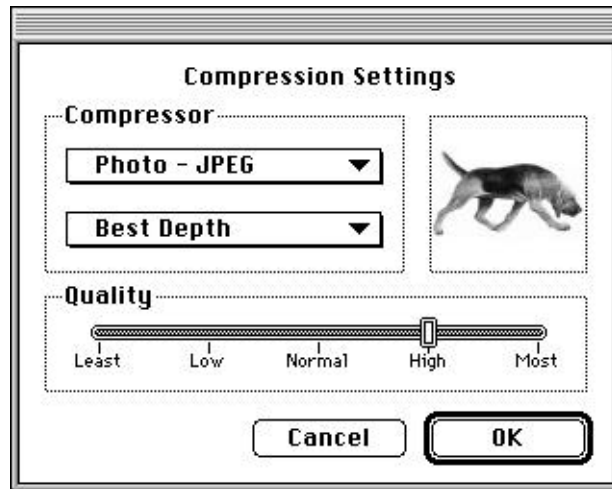 Compression Settings
Compressor
Photo - JPEG
Best Depth
Quality
Least Low Normal High Most
Cancel OK